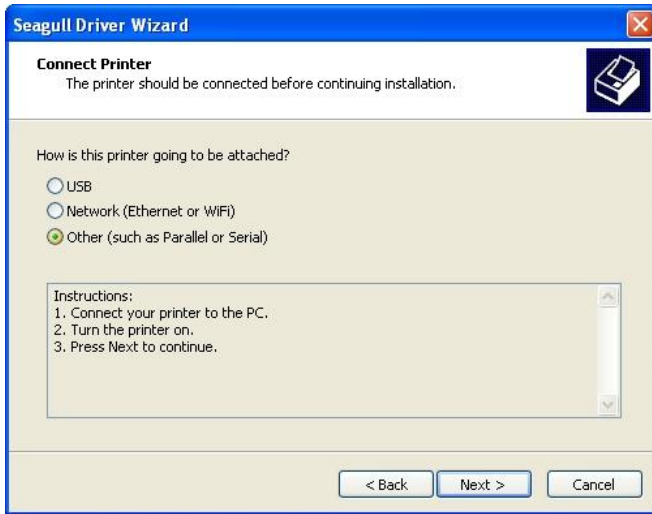 Seagull Driver Wizard
Connect Printer
The printer should be connected before continuing installation.
How is this printer going to be attached?
USB
Network (Ethernet or WiFi)
Other (such as Parallel or Serial)
Instructions:
1. Connect your printer to the PC.
2. Turn the printer on.
3. Press Next to continue.
< Back Next > Cancel